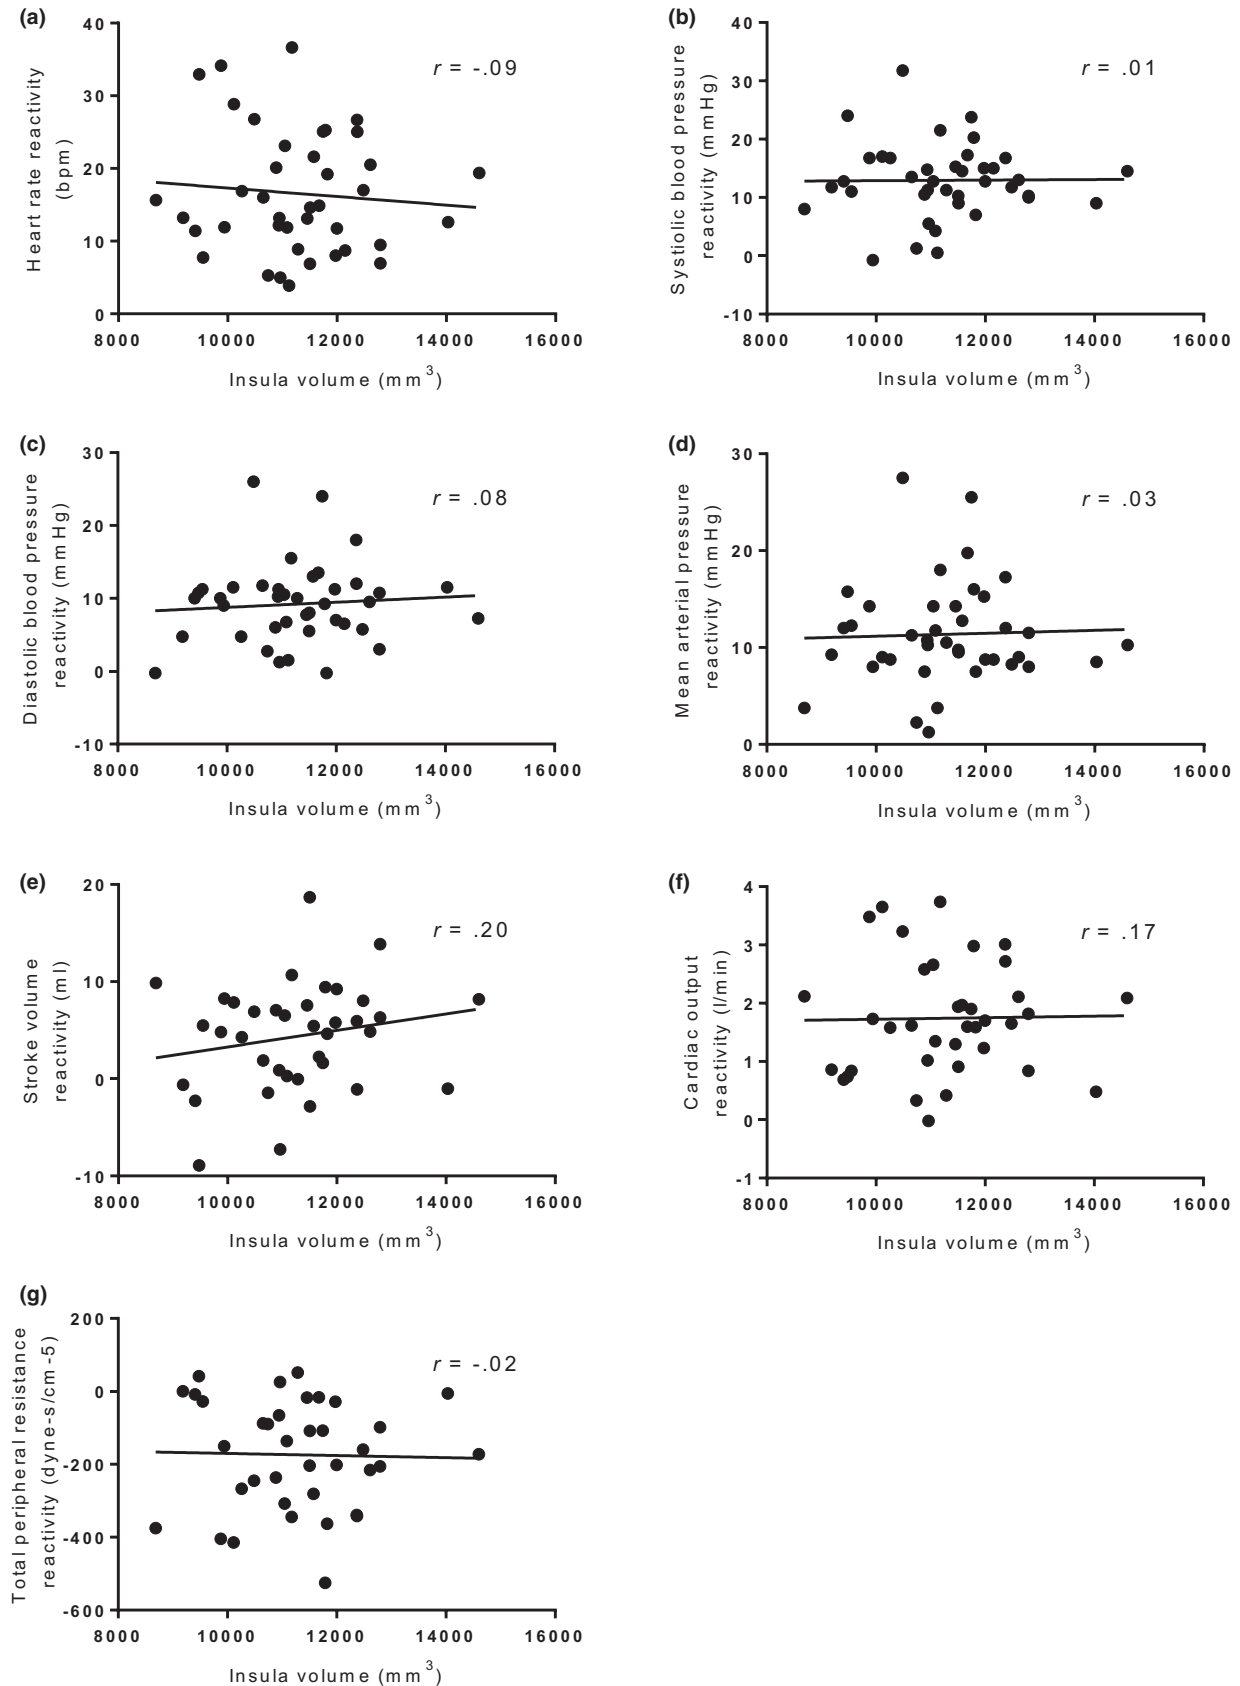 (a)
Heart rate reactivity
(bpm)
40
30
20
10
0
r = -.09
8000 10000 12000 14000 16000
Insula volume (mm3)
(b)
Systiolic blood pressure
reactivity (mmHg)
40
30
20
10
0
-10
r = .01
8000 10000 12000 14000 16000
Insula volume (mm3)
(c)
Diastolic blood pressure
reactivity (mmHg)
30
20
10
0
-10
r = .08
8000 10000 12000 14000 16000
Insula volume (mm3)
(d)
Mean arterial pressure
reactivity (mmHg)
30
20
10
0
r = .03
8000 10000 12000 14000 16000
Insula volume (mm3)
(e)
Stroke volume
reactivity (ml)
20
10
0
-10
r = .20
8000 10000 12000 14000 16000
Insula volume (mm3)
(f)
Cardiac output
reactivity (l/min)
4
3
2
1
0
-1
r = .17
8000 10000 12000 14000 16000
Insula volume (mm3)
(g)
Total peripheral resistance
reactivity (dyne-s/cm-5)
200
0
-200
-400
-600
r = -.02
8000 10000 12000 14000 16000
Insula volume (mm3)